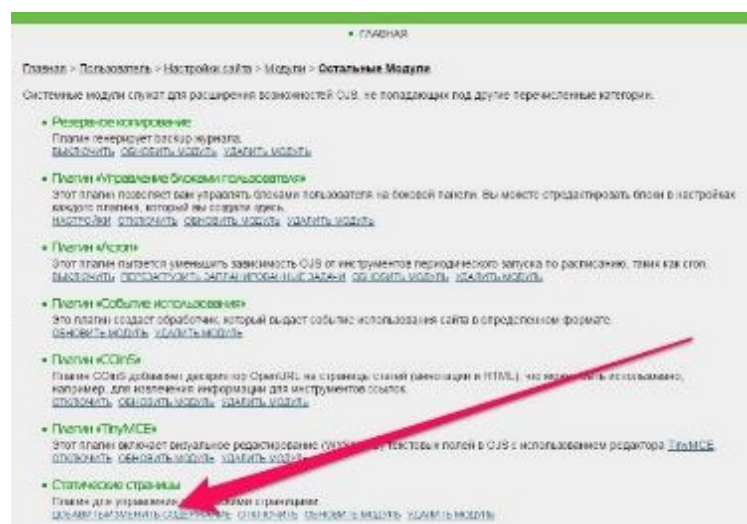 • ГЛАВНАЯ
Главная > Пользователь > Настройки сайта > Модули > Остальные Модули
Системные модули служат для расширения возможностей OJS, не попадающих под другие перечисленные категории.
• Резервное копирование
Плагин генерирует backup журнала.
ВЫКЛЮЧИТЬ ОБНОВИТЬ МОДУЛЬ УДАЛИТЬ МОДУЛЬ
• Плагин «Управление блоками пользователя»
Этот плагин позволяет вам управлять блоками пользователя на боковой панели. Вы можете отредактировать блоки в настройках
каждого плагина, который вы создали здесь.
НАСТРОЙКИ ОТКЛЮЧИТЬ ОБНОВИТЬ МОДУЛЬ УДАЛИТЬ МОДУЛЬ
• Плагин «Acron»
Этот плагин пытается уменьшить зависимость OJS от инструментов периодического запуска по расписанию, таких как cron.
ВЫКЛЮЧИТЬ ПЕРЕЗАГРУЗИТЬ ЗАПЛАНИРОВАННЫЕ ЗАДАЧИ ОБНОВИТЬ МОДУЛЬ УДАЛИТЬ МОДУЛЬ
• Плагин «Событие использования»
Это плагин создает обработчик, который выдает событие использования сайта в определенном формате.
ОБНОВИТЬ МОДУЛЬ УДАЛИТЬ МОДУЛЬ
• Плагин «COinS»
Плагин COinS добавляет дескриптор OpenURL на страницы статей (аннотации и HTML), что может быть использовано,
например, для извлечения информации для инструментов ссылок.
ОТКЛЮЧИТЬ ОБНОВИТЬ МОДУЛЬ УДАЛИТЬ МОДУЛЬ
• Плагин «TinyMCE»
Этот плагин включает визуальное редактирование текстовых полей в OJS с использованием редактора TinyMCE.
ОТКЛЮЧИТЬ ОБНОВИТЬ МОДУЛЬ УДАЛИТЬ МОДУЛЬ
• Статические страницы
Плагин для управления страницами.
ДОБАВИТЬ/ИЗМЕНИТЬ СОДЕРЖАНИЕ ОТКЛЮЧИТЬ ОБНОВИТЬ МОДУЛЬ УДАЛИТЬ МОДУЛЬ